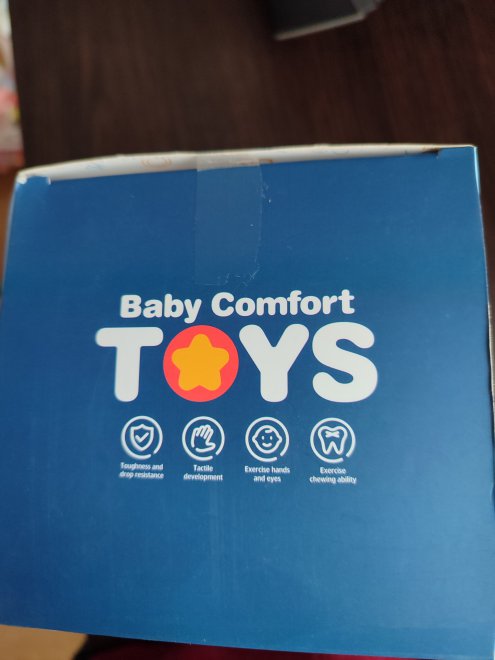 Baby Comfort
TOYS
Toughness and
drop resistance
Tactile
development
Exercise hands
and eyes
Exercise
chewing ability